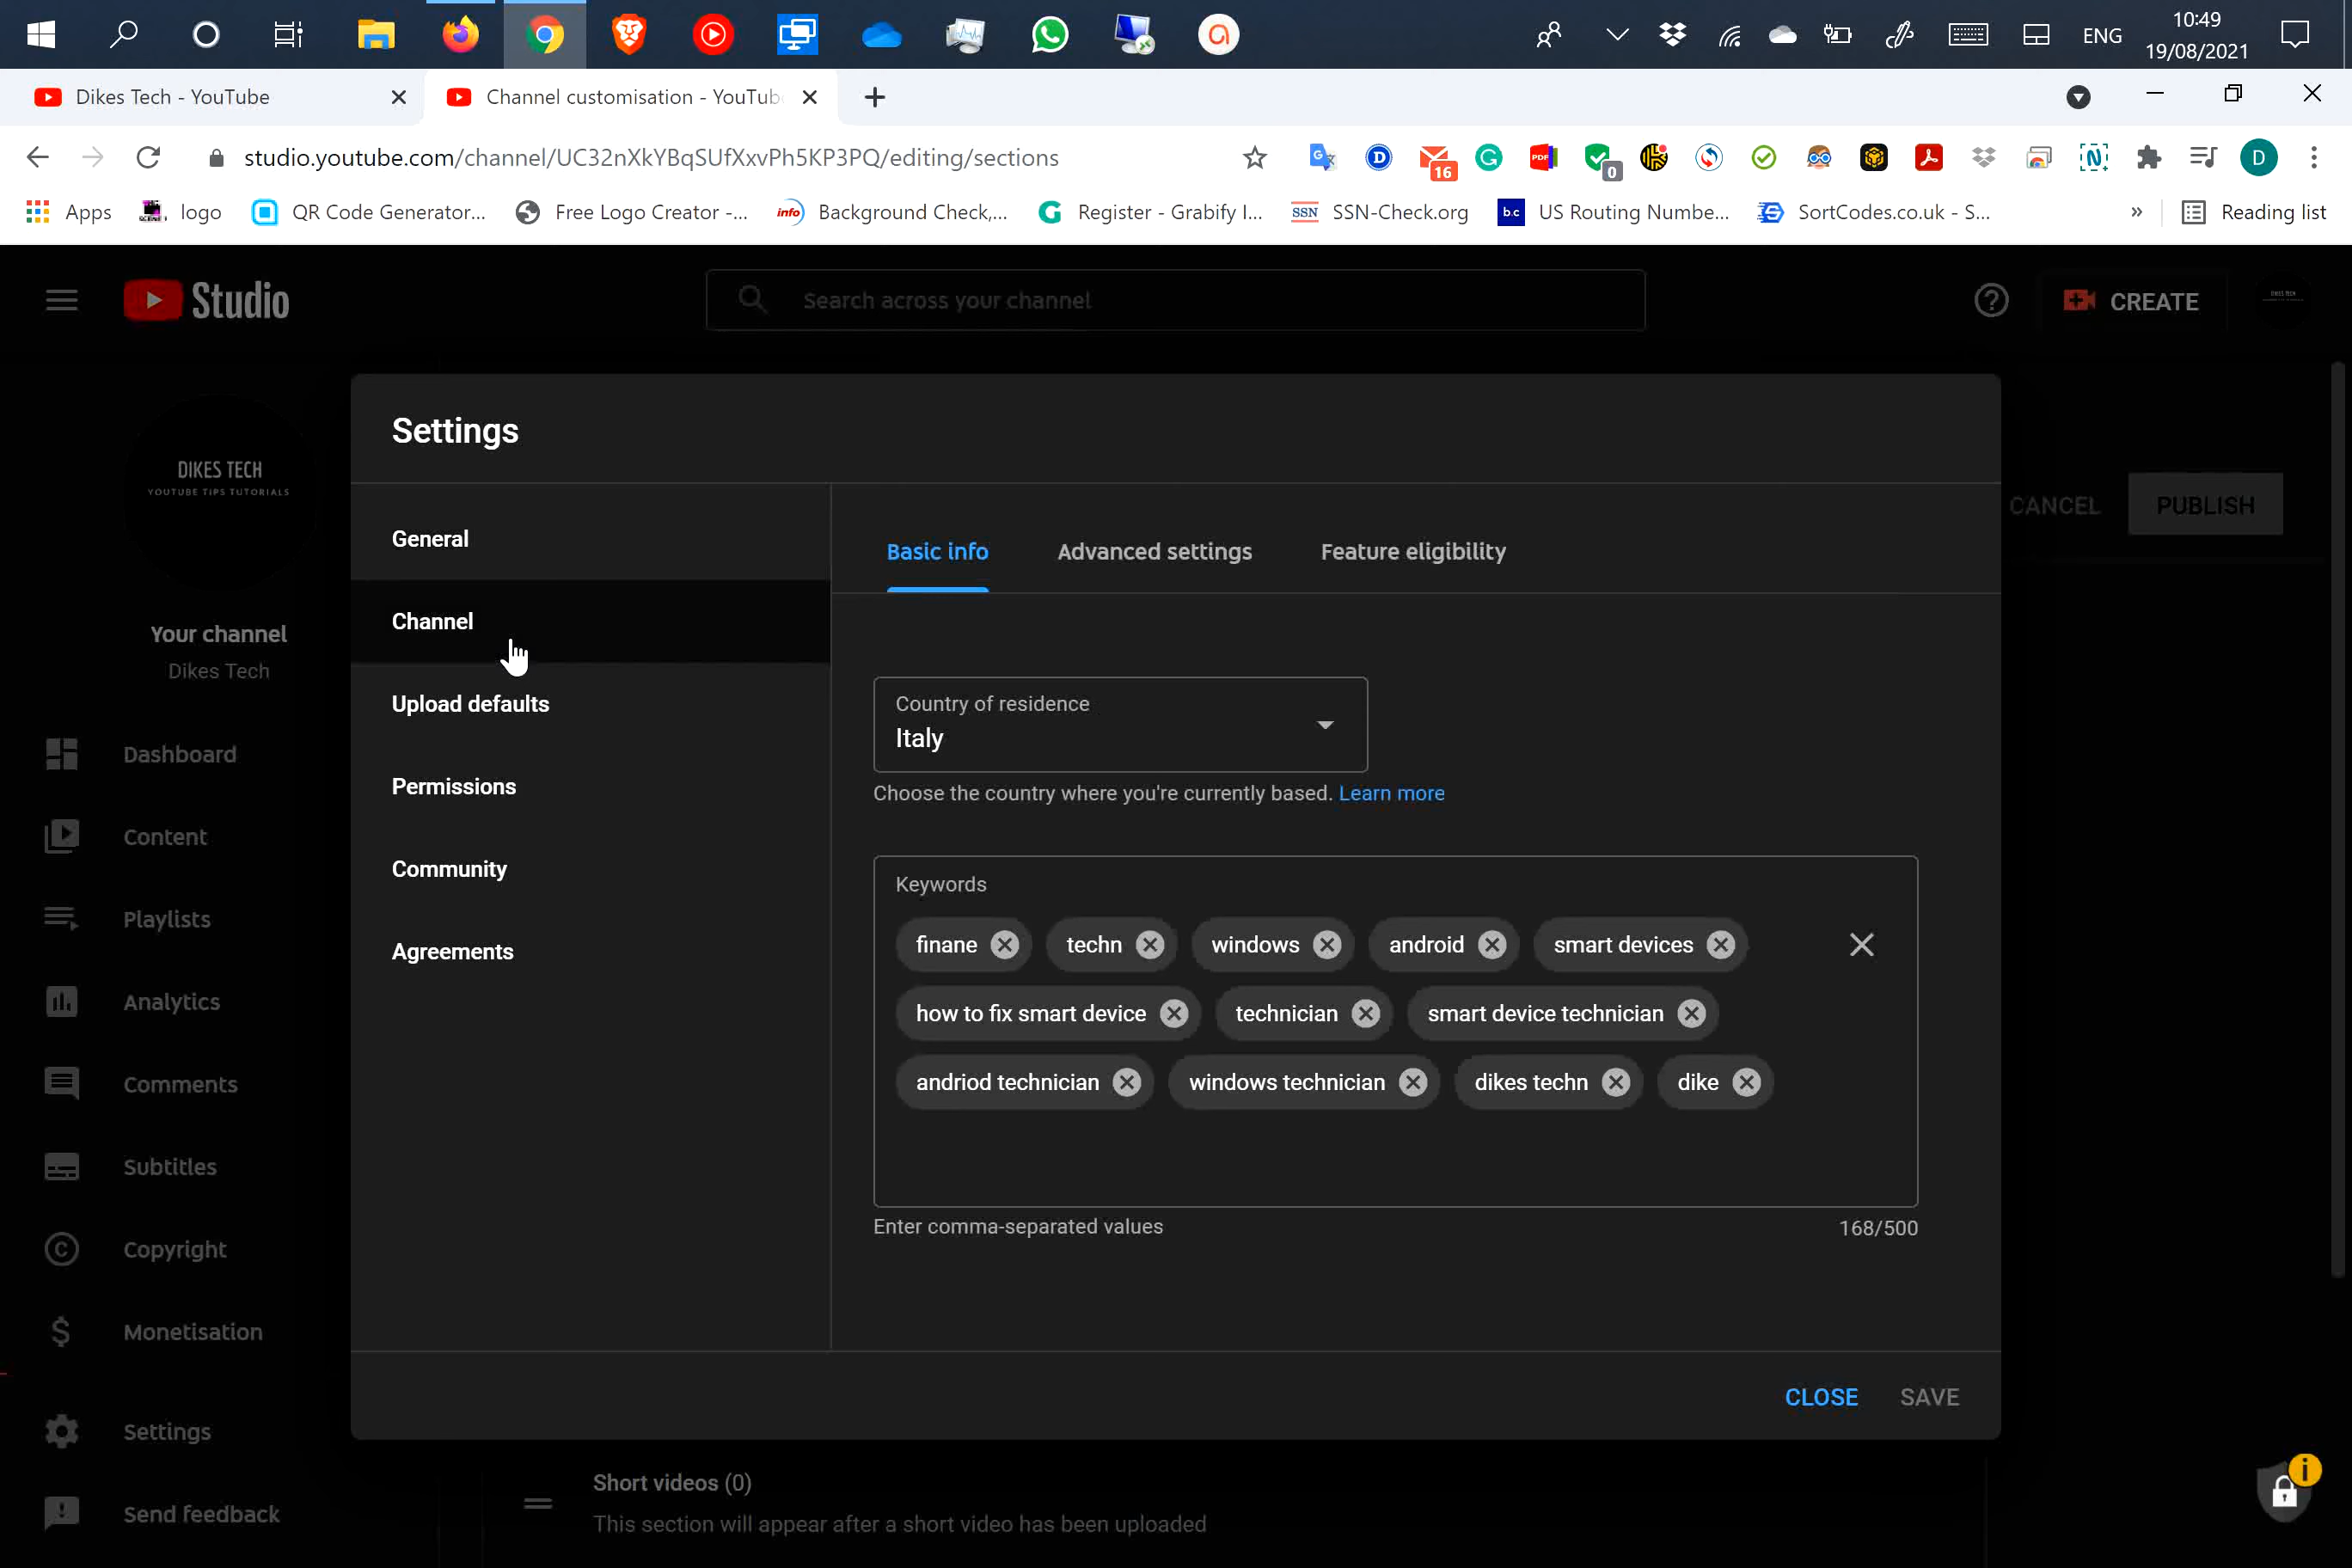 ENG
10:49
19/08/2021
Dikes Tech - YouTube
Channel customisation - YouTub
studio.youtube.com/channel/UC32nXkYBqSUfXxvPh5KP3PQ/editing/sections
16
0
D
Apps
logo
QR Code Generator...
Free Logo Creator -...
info
Background Check,...
Register - Grabify I...
SSN
SSN-Check.org
b.c
US Routing Numbe...
SortCodes.co.uk - S...
»
Reading list
Studio
Search across your channel
CREATE
DIKES TECH
YOUTUBE TIPS TUTORIALS
Your channel
Dikes Tech
Dashboard
Content
Playlists
Analytics
Comments
Subtitles
Copyright
Monetisation
Settings
Send feedback
CANCEL
PUBLISH
Settings
General
Channel
Upload defaults
Permissions
Community
Agreements
Basic info
Advanced settings
Feature eligibility
Country of residence
Italy
Choose the country where you're currently based. Learn more
Keywords
finane
techn
windows
android
smart devices
how to fix smart device
technician
smart device technician
andriod technician
windows technician
dikes techn
dike
Enter comma-separated values
168/500
CLOSE
SAVE
Short videos (0)
This section will appear after a short video has been uploaded